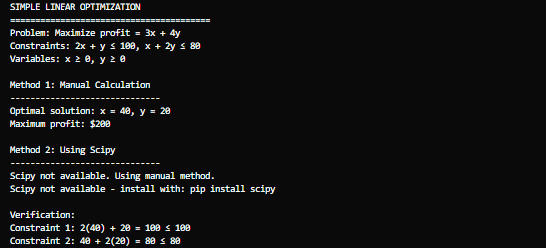 SIMPLE LINEAR OPTIMIZATION
========================================
Problem: Maximize profit = 3x + 4y
Constraints: 2x + y ≤ 100, x + 2y ≤ 80
Variables: x ≥ 0, y ≥ 0
Method 1: Manual Calculation
------------------------------
Optimal solution: x = 40, y = 20
Maximum profit: $200
Method 2: Using Scipy
------------------------------
Scipy not available. Using manual method.
Scipy not available - install with: pip install scipy
Verification:
Constraint 1: 2(40) + 20 = 100 ≤ 100
Constraint 2: 40 + 2(20) = 80 ≤ 80